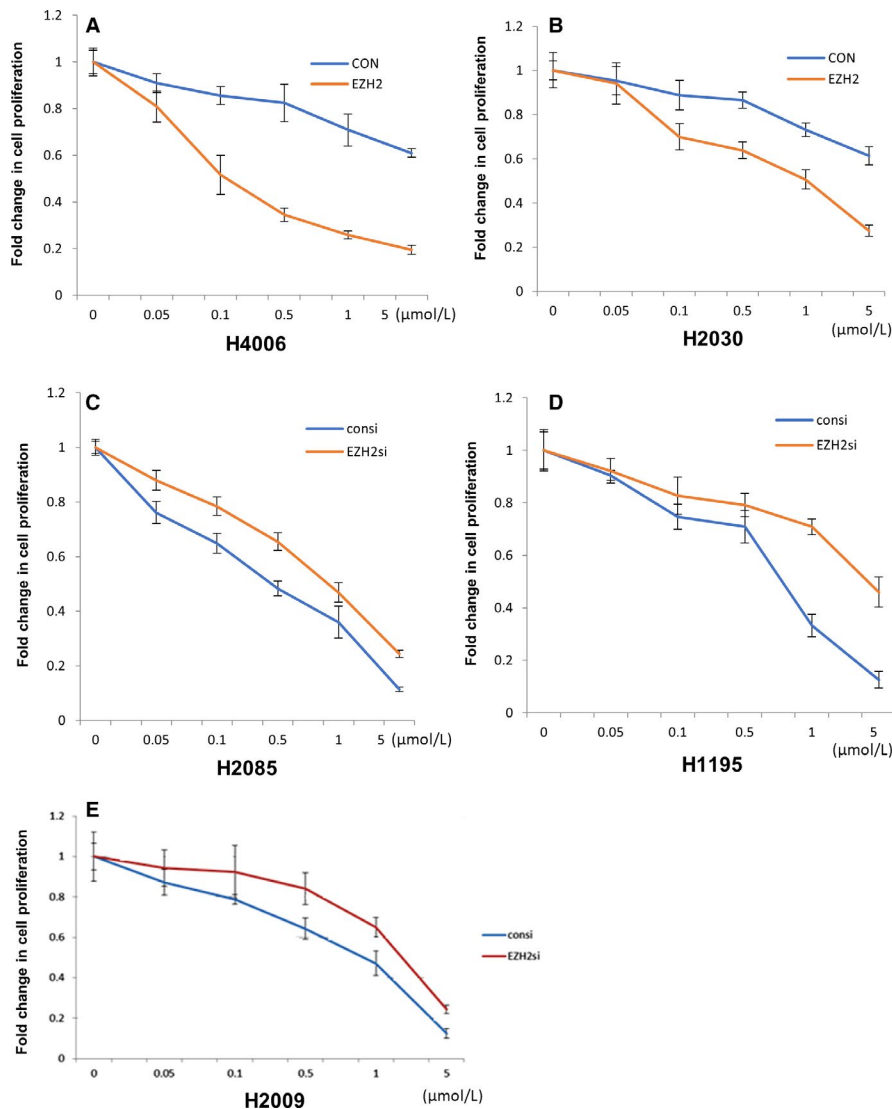 A
Fold change in cell proliferation
1.2
1
0.8
0.6
0.4
0.2
0
CON
EZH2
0 0.05 0.1 0.5 1 5 (μmol/L)
H4006
B
Fold change in cell proliferation
1.2
1
0.8
0.6
0.4
0.2
0
CON
EZH2
0 0.05 0.1 0.5 1 5
(μmol/L)
H2030
C
Fold change in cell proliferation
1.2
1
0.8
0.6
0.4
0.2
0
consi
EZH2si
0 0.05 0.1 0.5 1 5 (μmol/L)
H2085
D
Fold change in cell proliferation
1.2
1
0.8
0.6
0.4
0.2
0
consi
EZH2si
0 0.05 0.1 0.5 1 5
(μmol/L)
H1195
E
Fold change in cell proliferation
1.2
1
0.8
0.6
0.4
0.2
0
consi
EZH2si
0 0.05 0.1 0.5 1 5
(μmol/L)
H2009